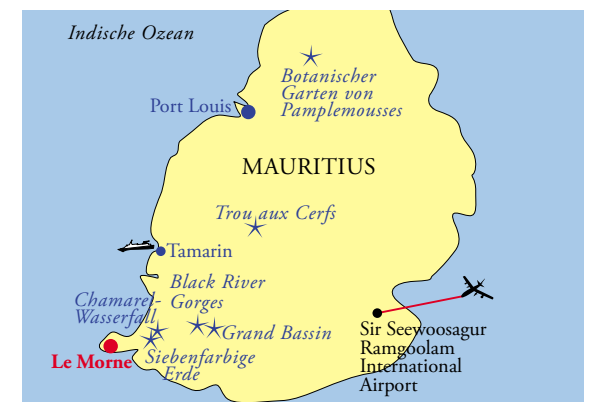 Indische Ozean
Botanischer
Garten von
Pamplemousses
Port Louis
MAURITIUS
Trou aux Cerfs
Tamarin
Black River
Gorges
Chamarel-
Wasserfall
Grand Bassin
Siebenfarbige
Erde
Le Morne
Sir Seewoosagur
Ramgoolam
International
Airport